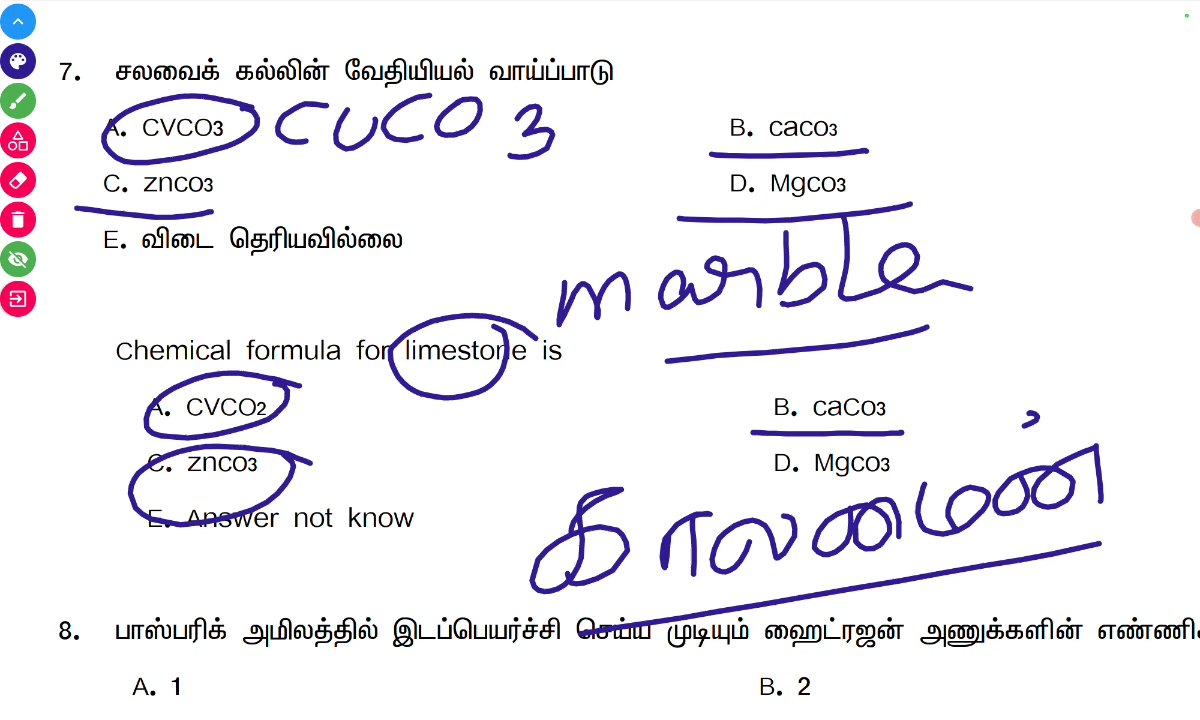 7. சலவைக் கல்லின் வேதியியல் வாய்ப்பாடு
A. CVCO3 CUCO3 B. caco3
C. znco3 D. Mgco3
E. விடை தெரியவில்லை
marble
Chemical formula for limestone is
A. CVCO2 B. caCo3
C. znco3 D. Mgco3
E. Answer not know
8. பாஸ்பரிக் அமிலத்தில் இடப்பெயர்ச்சி செய்ய முடியும் ஹைட்ரஜன் அணுக்களின்
A. 1 B. 2